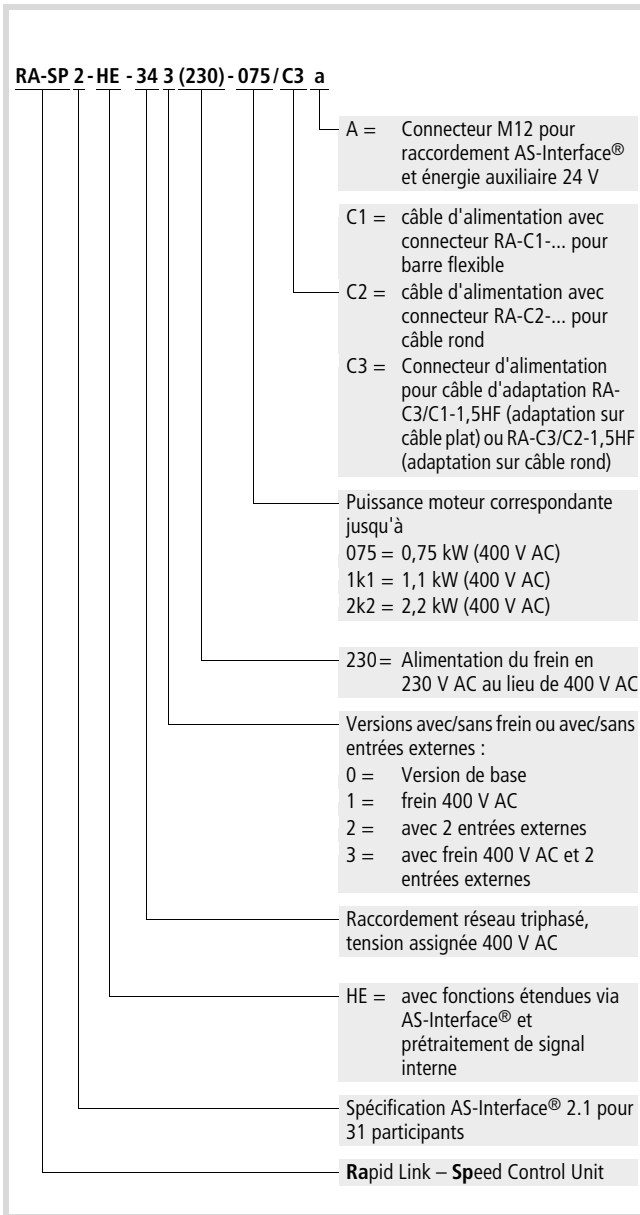 RA-SP 2 - HE - 34 3 (230) - 075 / C3 a
A = Connecteur M12 pour
raccordement AS-Interface®
et énergie auxiliaire 24 V
C1 = câble d'alimentation avec
connecteur RA-C1-... pour
barre flexible
C2 = câble d'alimentation avec
connecteur RA-C2-... pour
câble rond
C3 = Connecteur d'alimentation
pour câble d'adaptation RA-
C3/C1-1,5HF (adaptation sur
câble plat) ou RA-C3/C2-1,5HF
(adaptation sur câble rond)
Puissance moteur correspondante
jusqu'à
075 = 0,75 kW (400 V AC)
1k1 = 1,1 kW (400 V AC)
2k2 = 2,2 kW (400 V AC)
230 = Alimentation du frein en
230 V AC au lieu de 400 V AC
Versions avec/sans frein ou avec/sans
entrées externes :
0 = Version de base
1 = frein 400 V AC
2 = avec 2 entrées externes
3 = avec frein 400 V AC et 2
entrées externes
Raccordement réseau triphasé,
tension assignée 400 V AC
HE = avec fonctions étendues via
AS-Interface® et
prétraitement de signal
interne
Spécification AS-Interface® 2.1 pour
31 participants
Rapid Link – Speed Control Unit